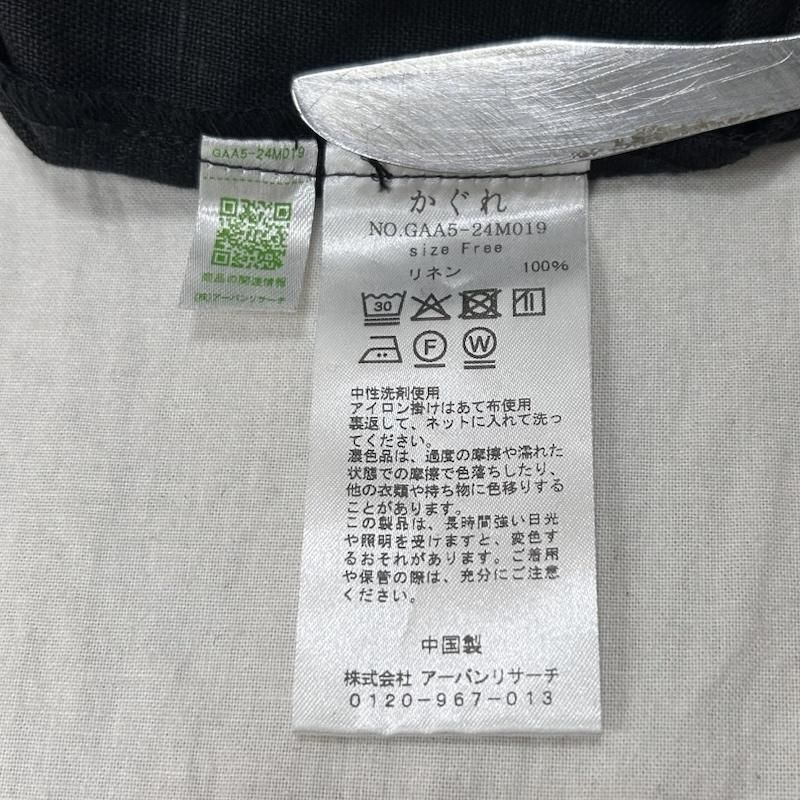 GAA5-24M019
商品の関連情報
(株)アーバンリサーチ
かぐれ
NO.GAA5-24M019
size Free
リネン 100%
30
F W
中性洗剤使用
アイロン掛けはあて布使用
裏返して、ネットに入れて洗っ
てください。
濃色品は、過度の摩擦や濡れた
状態での摩擦で色落ちしたり、
他の衣類や持ち物に色移りする
ことがあります。
この製品は、長時間強い日光
や照明を受けますと、変色す
るおそれがあります。ご着用
や保管の際は、充分にご注意
ください。
中国製
株式会社 アーバンリサーチ
0120-967-013